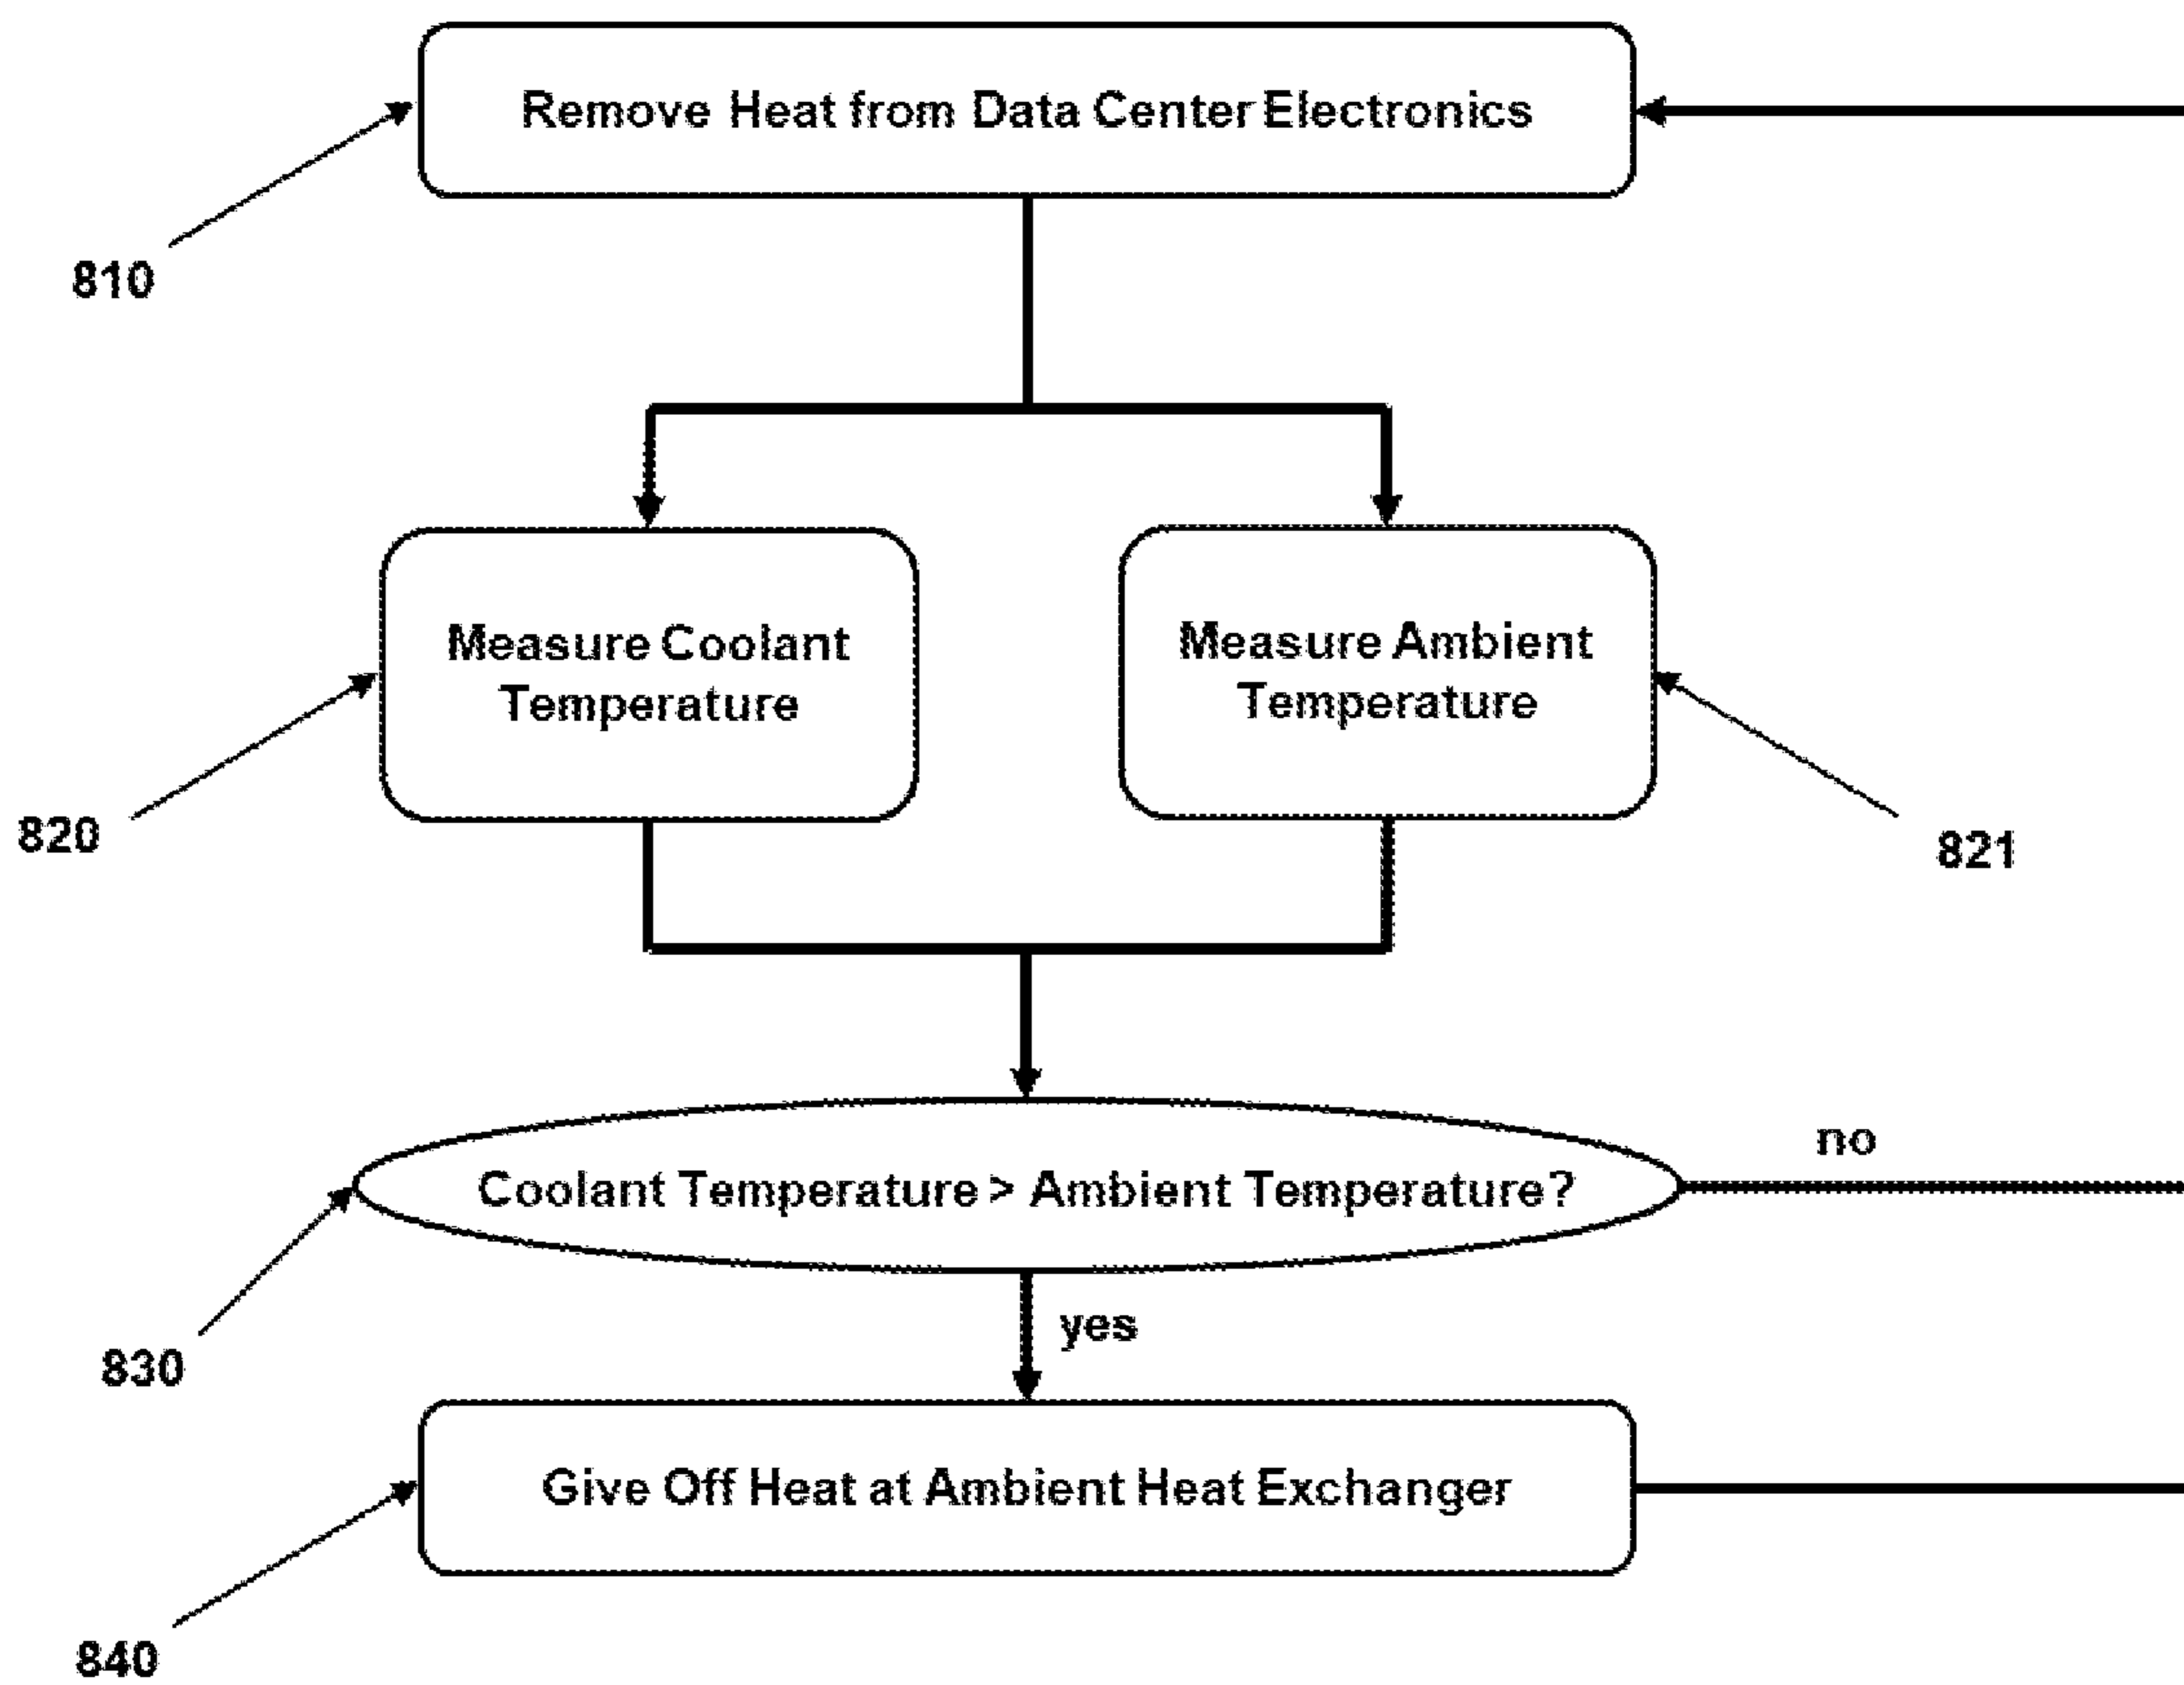 Remove Heat from Data Center Electronics
810
Measure Coolant
Temperature
Measure Ambient
Temperature
820
821
Coolant Temperature > Ambient Temperature?
no
yes
830
Give Off Heat at Ambient Heat Exchanger
840